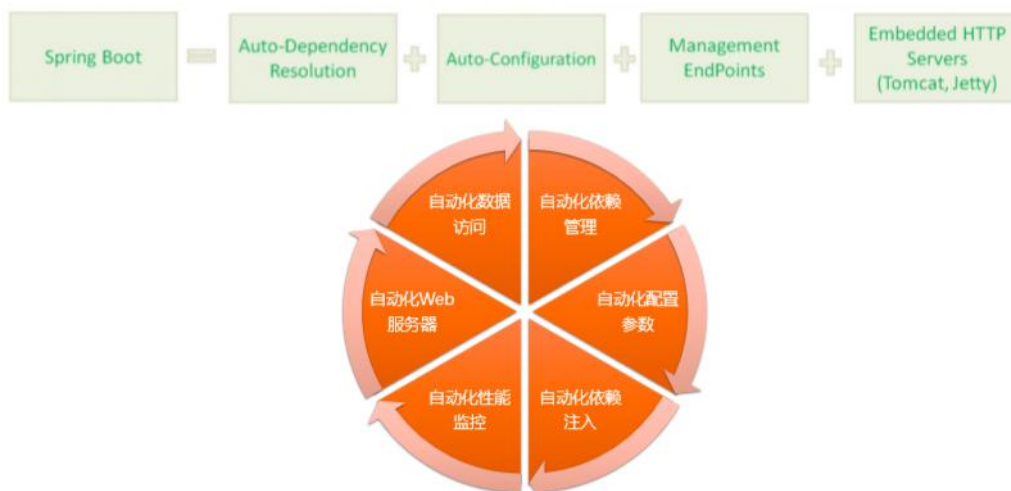 Spring Boot
=
Auto-Dependency
Resolution
+
Auto-Configuration
+
Management
EndPoints
+
Embedded HTTP
Servers
(Tomcat, Jetty)
自动化数据
访问
自动化依赖
管理
自动化Web
服务器
自动化配置
参数
自动化性能
监控
自动化依赖
注入